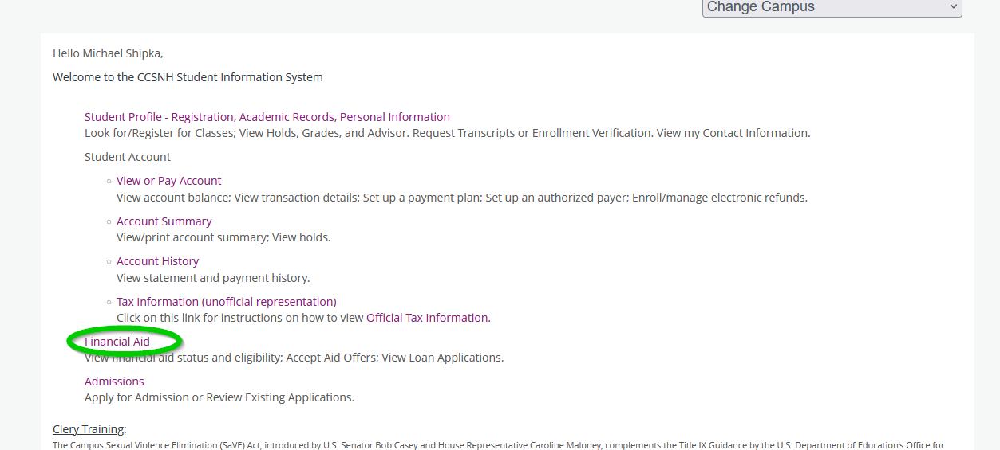 Change Campus
Hello Michael Shipka,
Welcome to the CCSNH Student Information System
Student Profile - Registration, Academic Records, Personal Information
Look for/Register for Classes; View Holds, Grades, and Advisor. Request Transcripts or Enrollment Verification. View my Contact Information.
Student Account
View or Pay Account
View account balance; View transaction details; Set up a payment plan; Set up an authorized payer; Enroll/manage electronic refunds.
Account Summary
View/print account summary; View holds.
Account History
View statement and payment history.
Tax Information (unofficial representation)
Click on this link for instructions on how to view Official Tax Information.
Financial Aid
View financial aid status and eligibility; Accept Aid Offers; View Loan Applications.
Admissions
Apply for Admission or Review Existing Applications.
Clery Training:
The Campus Sexual Violence Elimination (SaVE) Act, introduced by U.S. Senator Bob Casey and House Representative Caroline Maloney, complements the Title IX Guidance by the U.S. Department of Education's Office for